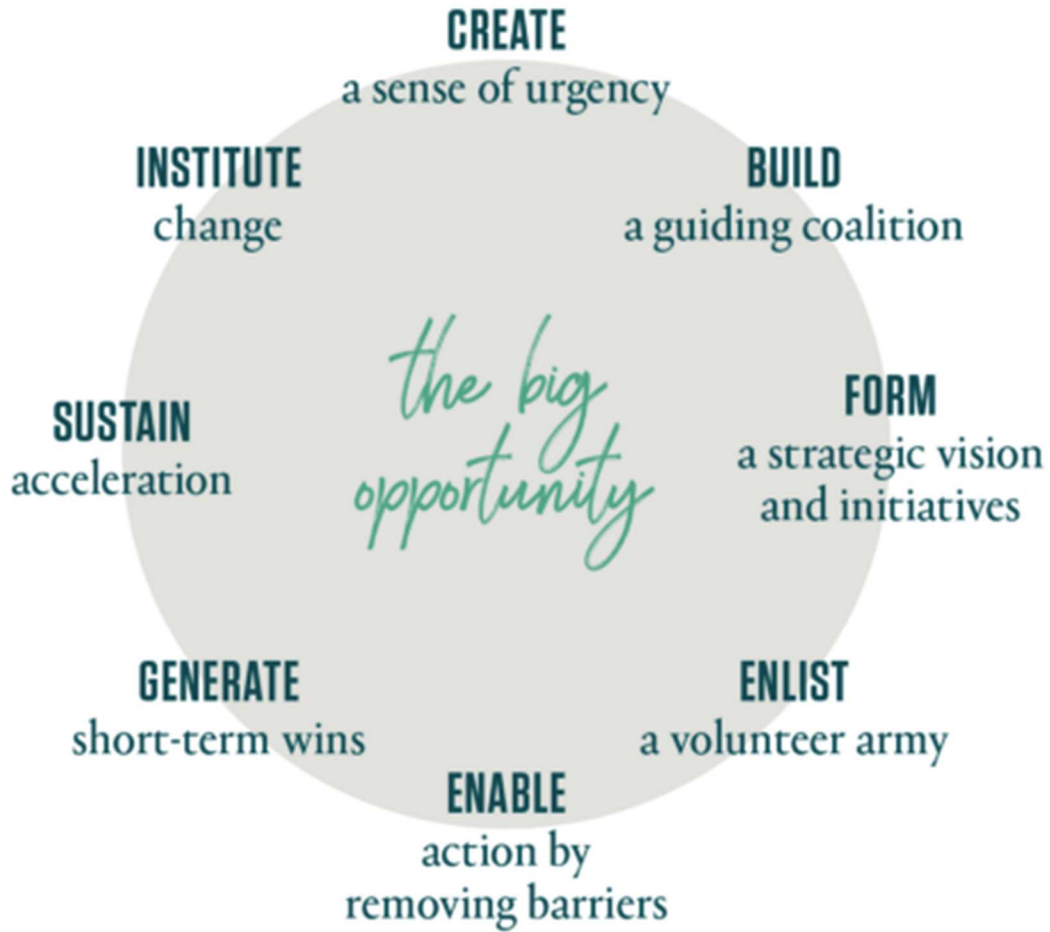 CREATE
a sense of urgency
BUILD
a guiding coalition
FORM
a strategic vision
and initiatives
ENLIST
a volunteer army
ENABLE
action by
removing barriers
GENERATE
short-term wins
SUSTAIN
acceleration
INSTITUTE
change
the big
opportunity